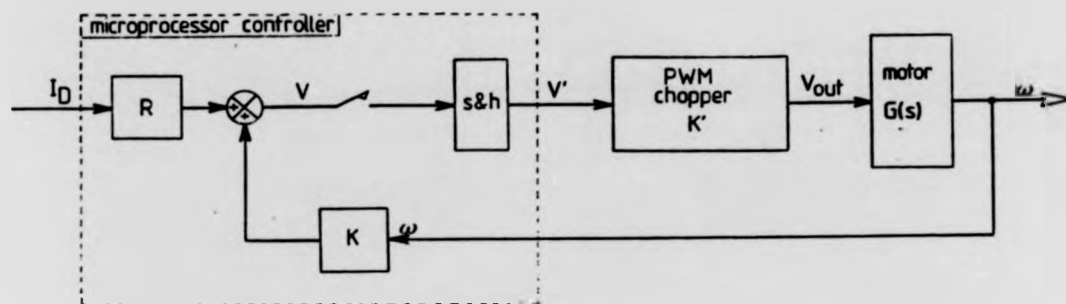 microprocessor controller
I_D
R
+
+
V
s&h
V'
PWM
chopper
K'
V_out
motor
G(s)
ω
K
ω